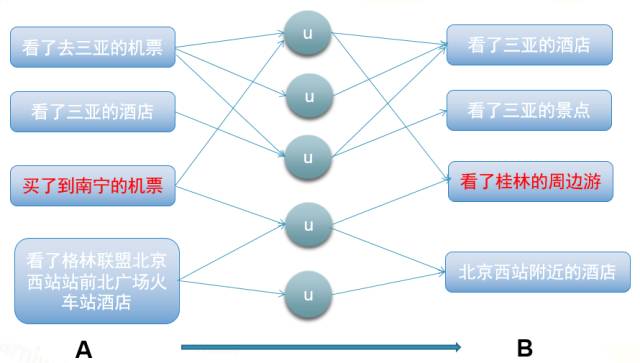 看了去三亚的机票
看了三亚的酒店
买了到南宁的机票
看了格林联盟北京
西站站前北广场火
车站酒店
A
u
u
u
u
u
看了三亚的酒店
看了三亚的景点
看了桂林的周边游
北京西站附近的酒店
B